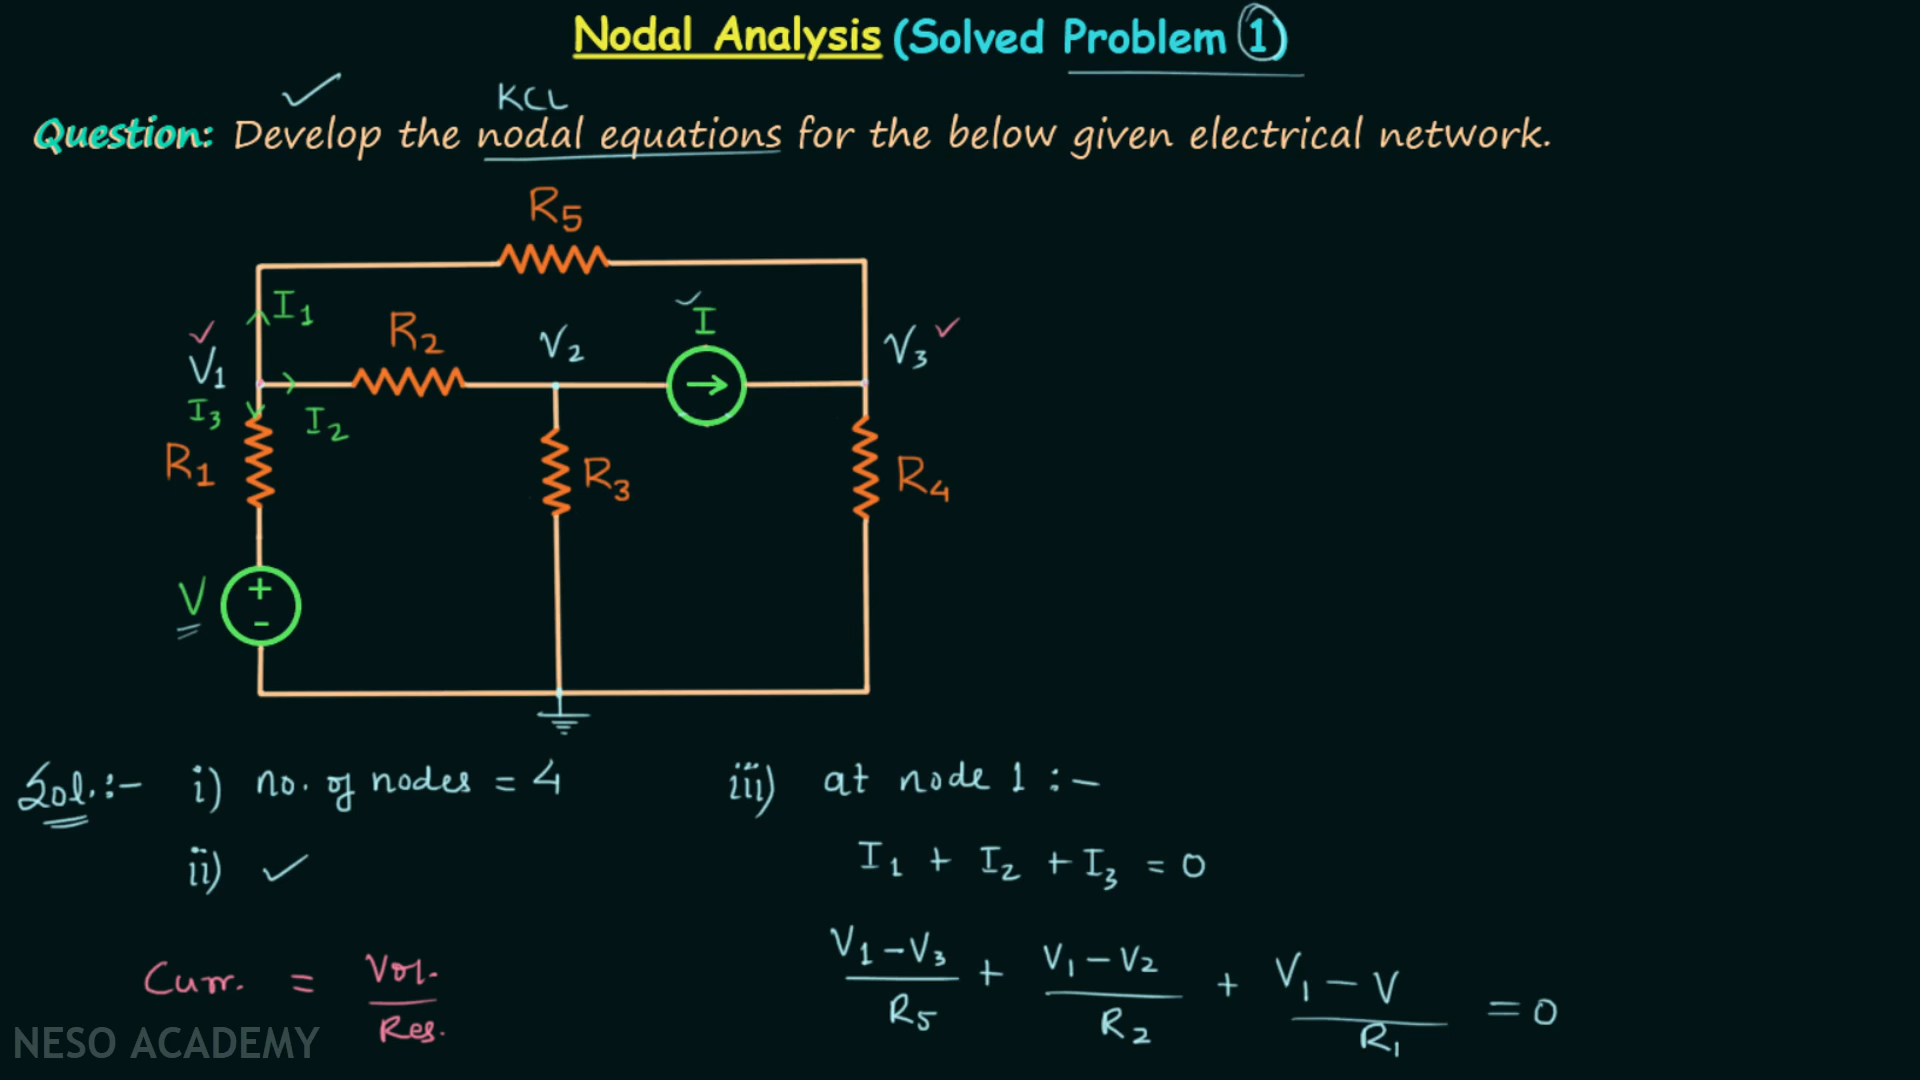 Nodal Analysis (Solved Problem 1)
KCL
Question: Develop the nodal equations for the below given electrical network.
R5
I1
R2
V2
I
V3
V1
I3
I2
R1
R3
R4
V
+
-
Sol.:- i) no. of nodes = 4
ii)
Curr. = Vol. / Res.
iii) at node 1 :-
I1 + I2 + I3 = 0
V1-V3 / R5 + V1-V2 / R2 + V1-V / R1 = 0
NESO ACADEMY